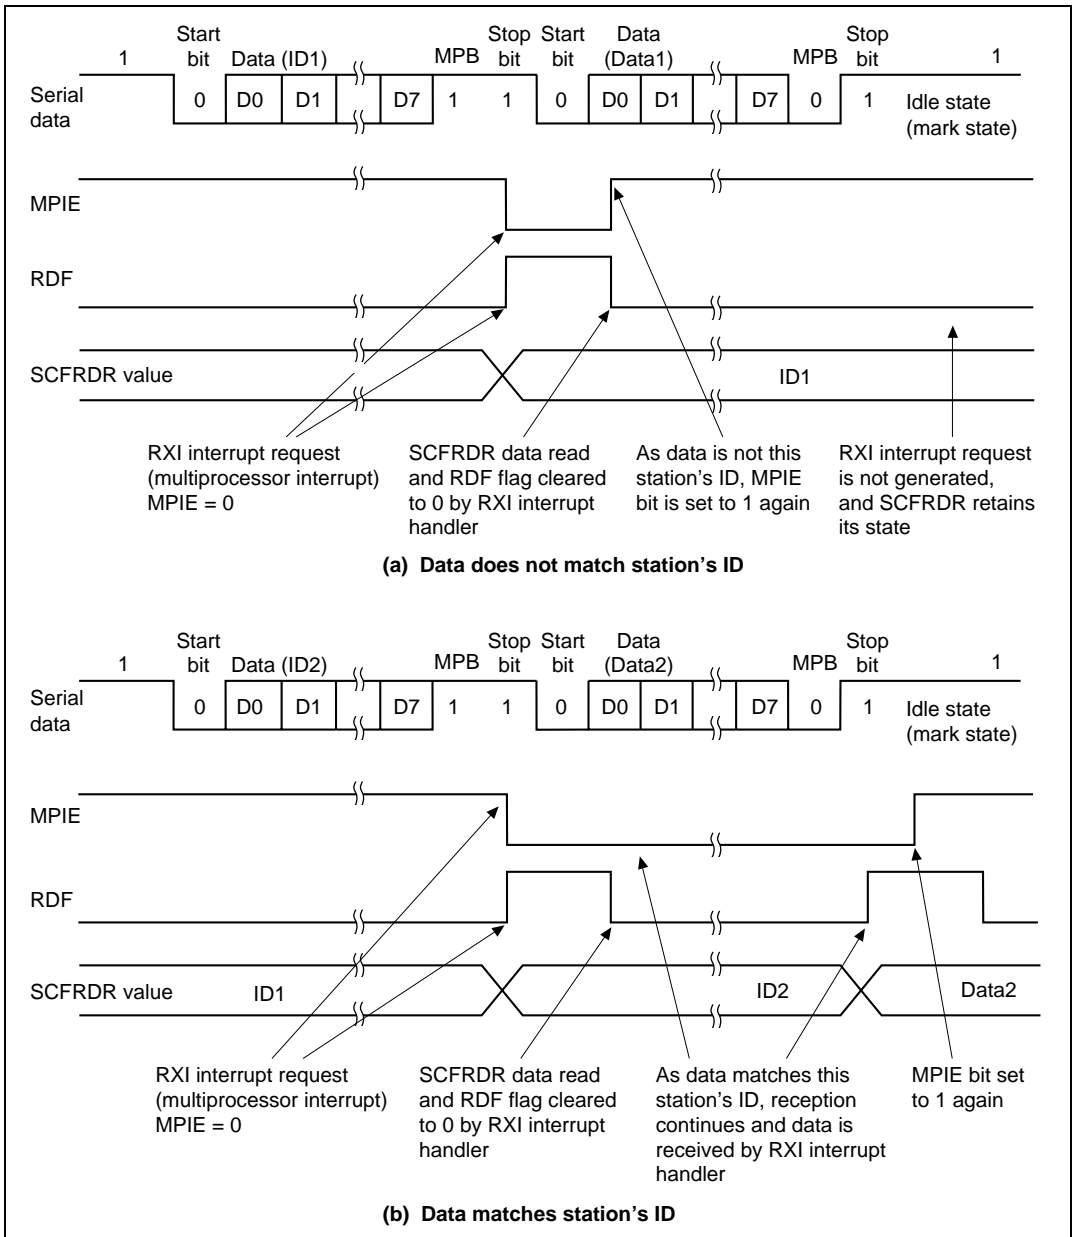 Start Stop Start Data Stop
1 bit Data (ID1) MPB bit bit (Data1) MPB bit 1
Serial
data
0 D0 D1 D7 1 1 0 D0 D1 D7 0 1 Idle state
(mark state)
MPIE
RDF
SCFRDR value
ID1
RXI interrupt request
(multiprocessor interrupt)
MPIE = 0
SCFRDR data read
and RDF flag cleared
to 0 by RXI interrupt
handler
As data is not this
station's ID, MPIE
bit is set to 1 again
RXI interrupt request
is not generated,
and SCFRDR retains
its state
(a) Data does not match station's ID
Start Stop Start Data Stop
1 bit Data (ID2) MPB bit bit (Data2) MPB bit 1
Serial
data
0 D0 D1 D7 1 1 0 D0 D1 D7 0 1 Idle state
(mark state)
MPIE
RDF
SCFRDR value ID1 ID2 Data2
RXI interrupt request
(multiprocessor interrupt)
MPIE = 0
SCFRDR data read
and RDF flag cleared
to 0 by RXI interrupt
handler
As data matches this
station's ID, reception
continues and data is
received by RXI interrupt
handler
MPIE bit set
to 1 again
(b) Data matches station's ID